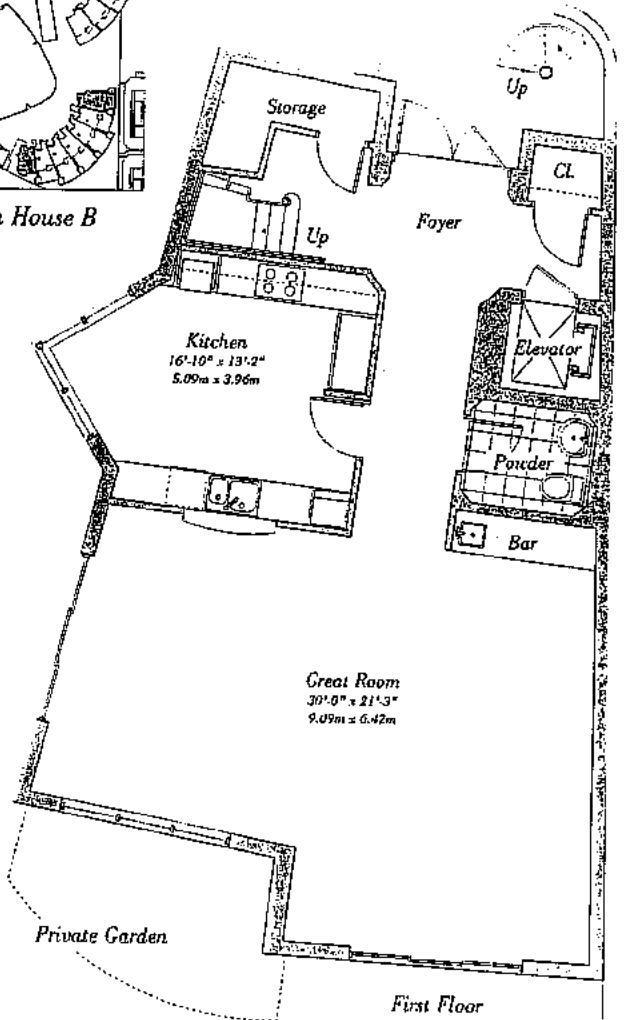 Up
Storage
CL
House B
Foyer
Up
Kitchen
16'-10" x 13'-2"
5.09m x 3.96m
Elevator
Powder
Bar
Great Room
30'-0" x 21'-3"
9.09m x 6.42m
Private Garden
First Floor